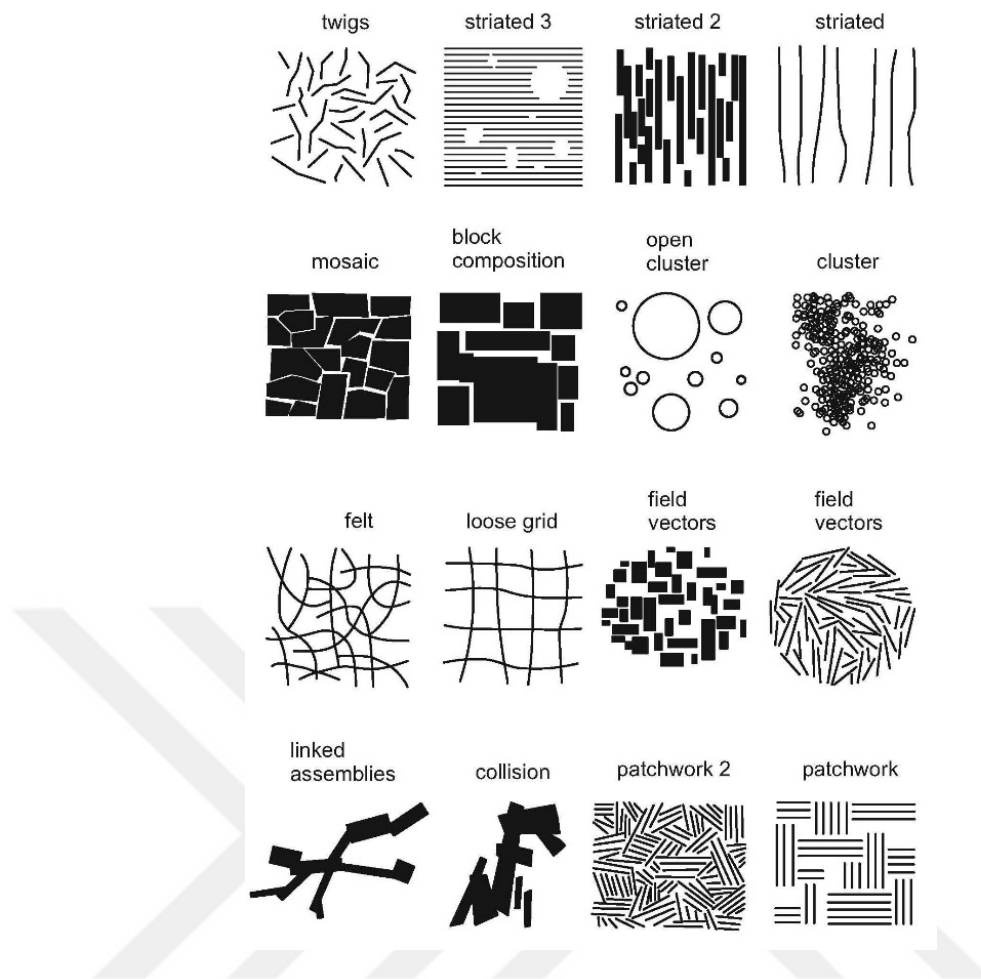 twigs
striated 3
striated 2
striated
mosaic
block
composition
open
cluster
cluster
felt
loose grid
field
vectors
field
vectors
linked
assemblies
collision
patchwork 2
patchwork